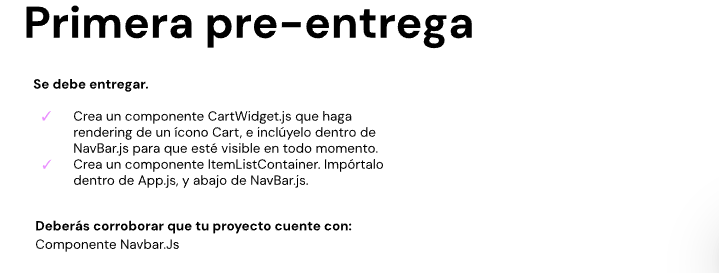 Primera pre-entrega
Se debe entregar.
✓ Crea un componente CartWidget.js que haga
rendering de un ícono Cart, e inclúyelo dentro de
NavBar.js para que esté visible en todo momento.
✓ Crea un componente ItemListContainer. Impórtalo
dentro de App.js, y abajo de NavBar.js.
Deberás corroborar que tu proyecto cuente con:
Componente Navbar.Js